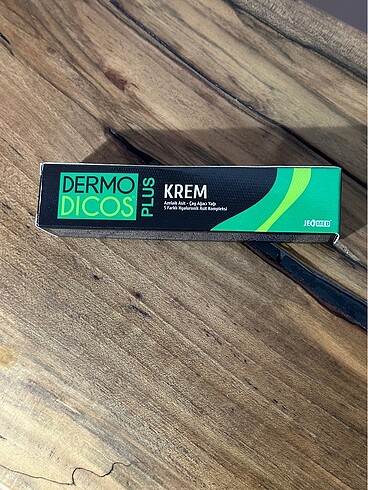 DERMO
DICOS
PLUS
KREM
Azelaik Asit - Çay Ağacı Yağı
5 Farklı Hyaluronik Asit Kompleksi
JEOMED